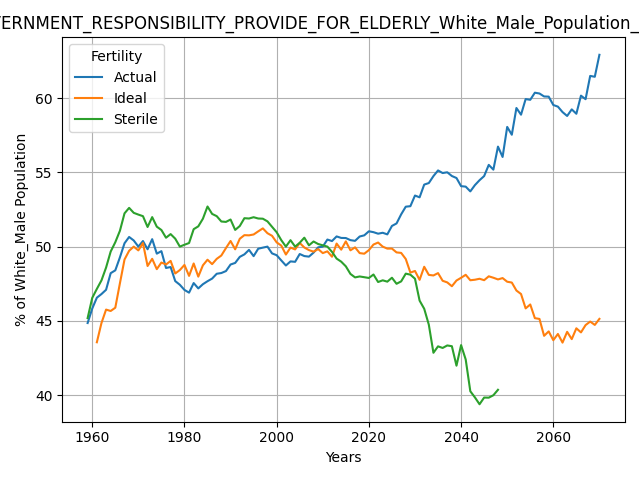 ERNMENT_RESPONSIBILITY_PROVIDE_FOR_ELDERLY_White_Male_Population_
Fertility
Actual
Ideal
Sterile
% of White_Male Population
60
55
50
45
40
1960
1980
2000
2020
2040
2060
Years